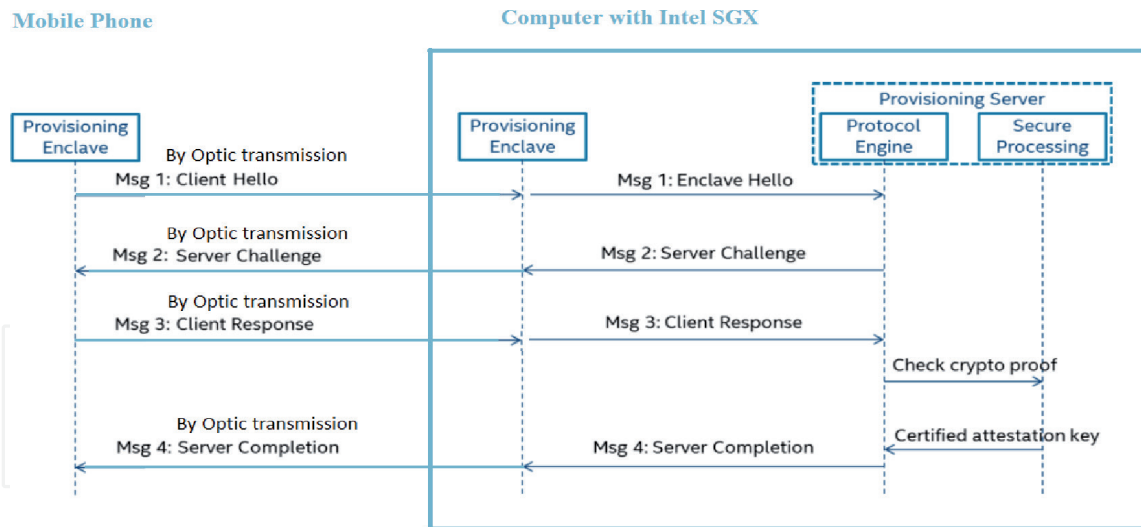 Mobile Phone
Computer with Intel SGX
Provisioning Server
Provisioning
Enclave
Provisioning
Enclave
Protocol
Engine
Secure
Processing
By Optic transmission
Msg 1: Client Hello
Msg 1: Enclave Hello
By Optic transmission
Msg 2: Server Challenge
Msg 2: Server Challenge
By Optic transmission
Msg 3: Client Response
Msg 3: Client Response
Check crypto proof
By Optic transmission
Msg 4: Server Completion
Msg 4: Server Completion
Certified attestation key